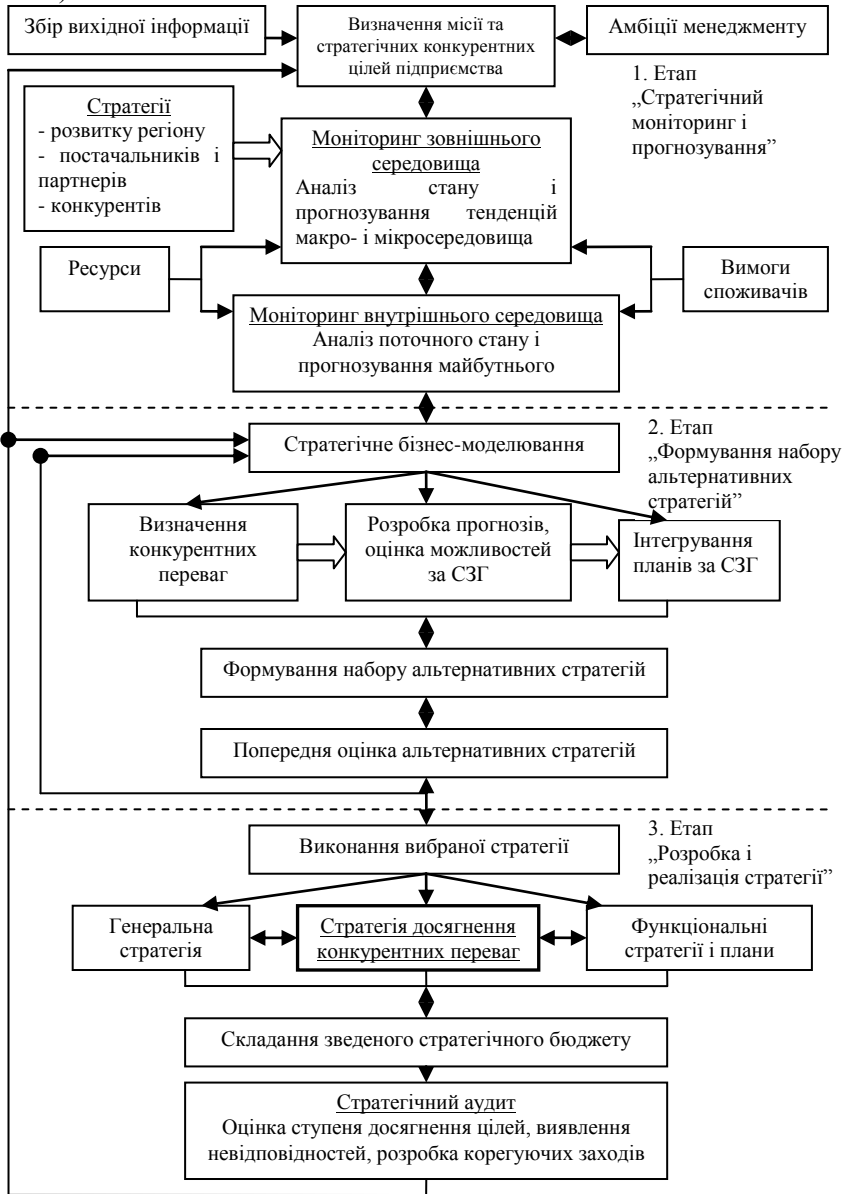 Збір вихідної інформації
Визначення місії та
стратегічних конкурентних
цілей підприємства
Амбіції менеджменту
1. Етап
„Стратегічний
моніторинг і
прогнозування”
Стратегії
- розвитку регіону
- постачальників і
партнерів
- конкурентів
Моніторинг зовнішнього
середовища
Аналіз стану і
прогнозування тенденцій
макро- і мікросередовища
Ресурси
Вимоги
споживачів
Моніторинг внутрішнього середовища
Аналіз поточного стану і
прогнозування майбутнього
Стратегічне бізнес-моделювання
2. Етап
„Формування набору
альтернативних
стратегій”
Визначення
конкурентних
переваг
Розробка прогнозів,
оцінка можливостей
за СЗГ
Інтегрування
планів за СЗГ
Формування набору альтернативних стратегій
Попередня оцінка альтернативних стратегій
Виконання вибраної стратегії
3. Етап
„Розробка і
реалізація стратегії”
Генеральна
стратегія
Стратегія досягнення
конкурентних переваг
Функціональні
стратегії і плани
Складання зведеного стратегічного бюджету
Стратегічний аудит
Оцінка ступеня досягнення цілей, виявлення
невідповідностей, розробка корегуючих заходів